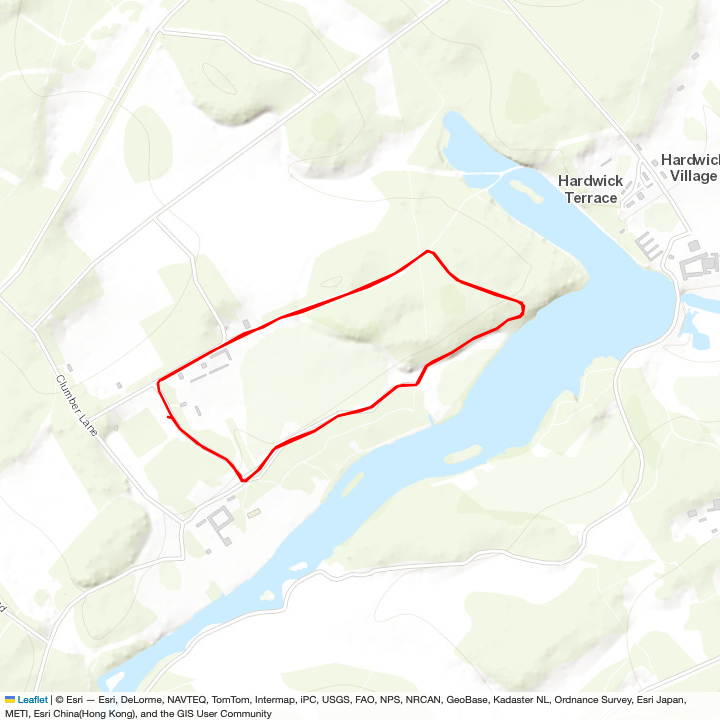 Hardwick
Village
Hardwick
Terrace
Clumber Lane
Leaflet | © Esri — Esri, DeLorme, NAVTEQ, TomTom, Intermap, iPC, USGS, FAO, NPS, NRCAN, GeoBase, Kadaster NL, Ordnance Survey, Esri Japan,
METI, Esri China(Hong Kong), and the GIS User Community